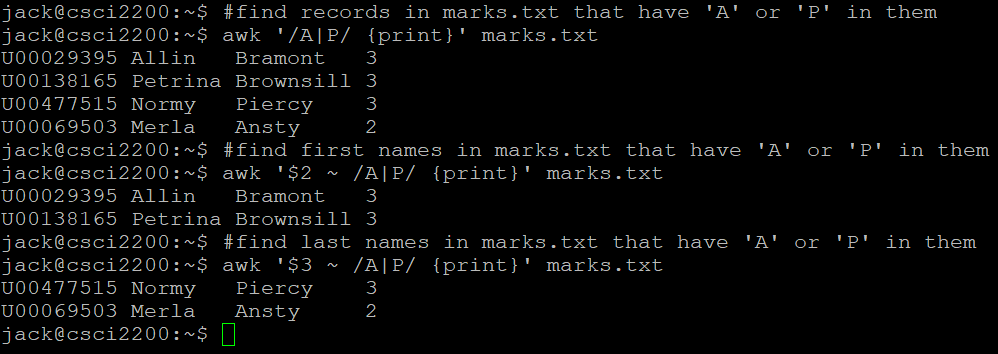 jack@csci2200:~$ #find records in marks.txt that have 'A' or 'P' in them
jack@csci2200:~$ awk '/A|P/ {print}' marks.txt
U00029395 Allin   Bramont   3
U00138165 Petrina Brownsill 3
U00477515 Normy   Piercy    3
U00069503 Merla   Ansty     2
jack@csci2200:~$ #find first names in marks.txt that have 'A' or 'P' in them
jack@csci2200:~$ awk '$2 ~ /A|P/ {print}' marks.txt
U00029395 Allin   Bramont   3
U00138165 Petrina Brownsill 3
jack@csci2200:~$ #find last names in marks.txt that have 'A' or 'P' in them
jack@csci2200:~$ awk '$3 ~ /A|P/ {print}' marks.txt
U00477515 Normy   Piercy    3
U00069503 Merla   Ansty     2
jack@csci2200:~$